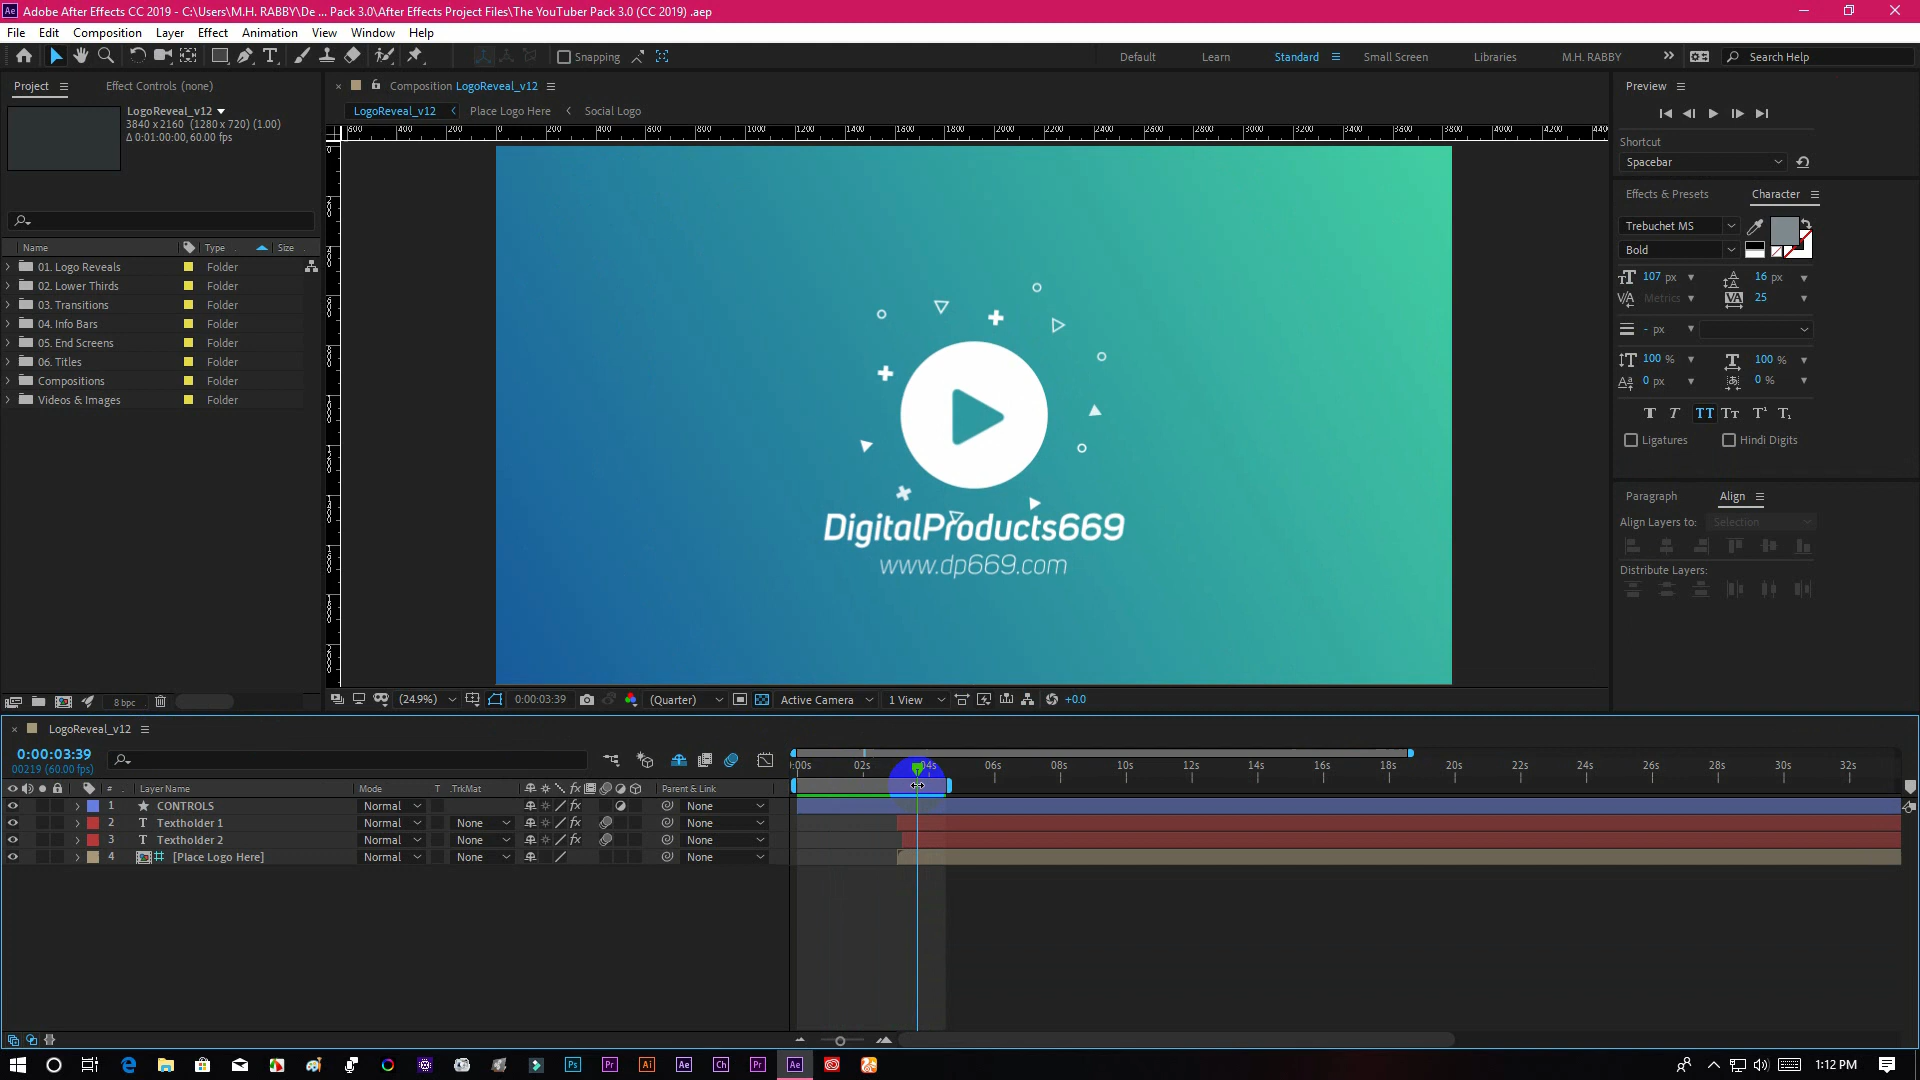 Adobe After Effects CC 2019 - C:\Users\M.H. RABBY\De ... Pack 3.0\After Effects Project Files\The YouTuber Pack 3.0 (CC 2019) .aep
File Edit Composition Layer Effect Animation View Window Help
Snapping Default Learn Standard Small Screen Libraries M.H. RABBY Search Help
Project Effect Controls (none)
LogoReveal_v12
3840 x 2160 (1280 x 720) (1.00)
Δ 0:01:00:00, 60.00 fps
Name Type Size
01. Logo Reveals Folder
02. Lower Thirds Folder
03. Transitions Folder
04. Info Bars Folder
05. End Screens Folder
06. Titles Folder
Compositions Folder
Videos & Images Folder
8 bpc
Composition LogoReveal_v12
LogoReveal_v12 Place Logo Here Social Logo
DigitalProducts669
www.dp669.com
(24.9%) 0:00:03:39 (Quarter) Active Camera 1 View +0.0
Preview
Shortcut
Spacebar
Effects & Presets Character
Trebuchet MS
Bold
107 px 16 px
Metrics 25
- px
100 % 100 %
0 px 0 %
Ligatures Hindi Digits
Paragraph Align
Align Layers to: Selection
Distribute Layers:
LogoReveal_v12
0:00:03:39
00219 (60.00 fps)
02s 04s 06s 08s 10s 12s 14s 16s 18s 20s 22s 24s 26s 28s 30s 32s
# Layer Name Mode T .TrkMat Parent & Link
1 CONTROLS Normal None
2 Textholder 1 Normal None None
3 Textholder 2 Normal None None
4 [Place Logo Here] Normal None None
1:12 PM